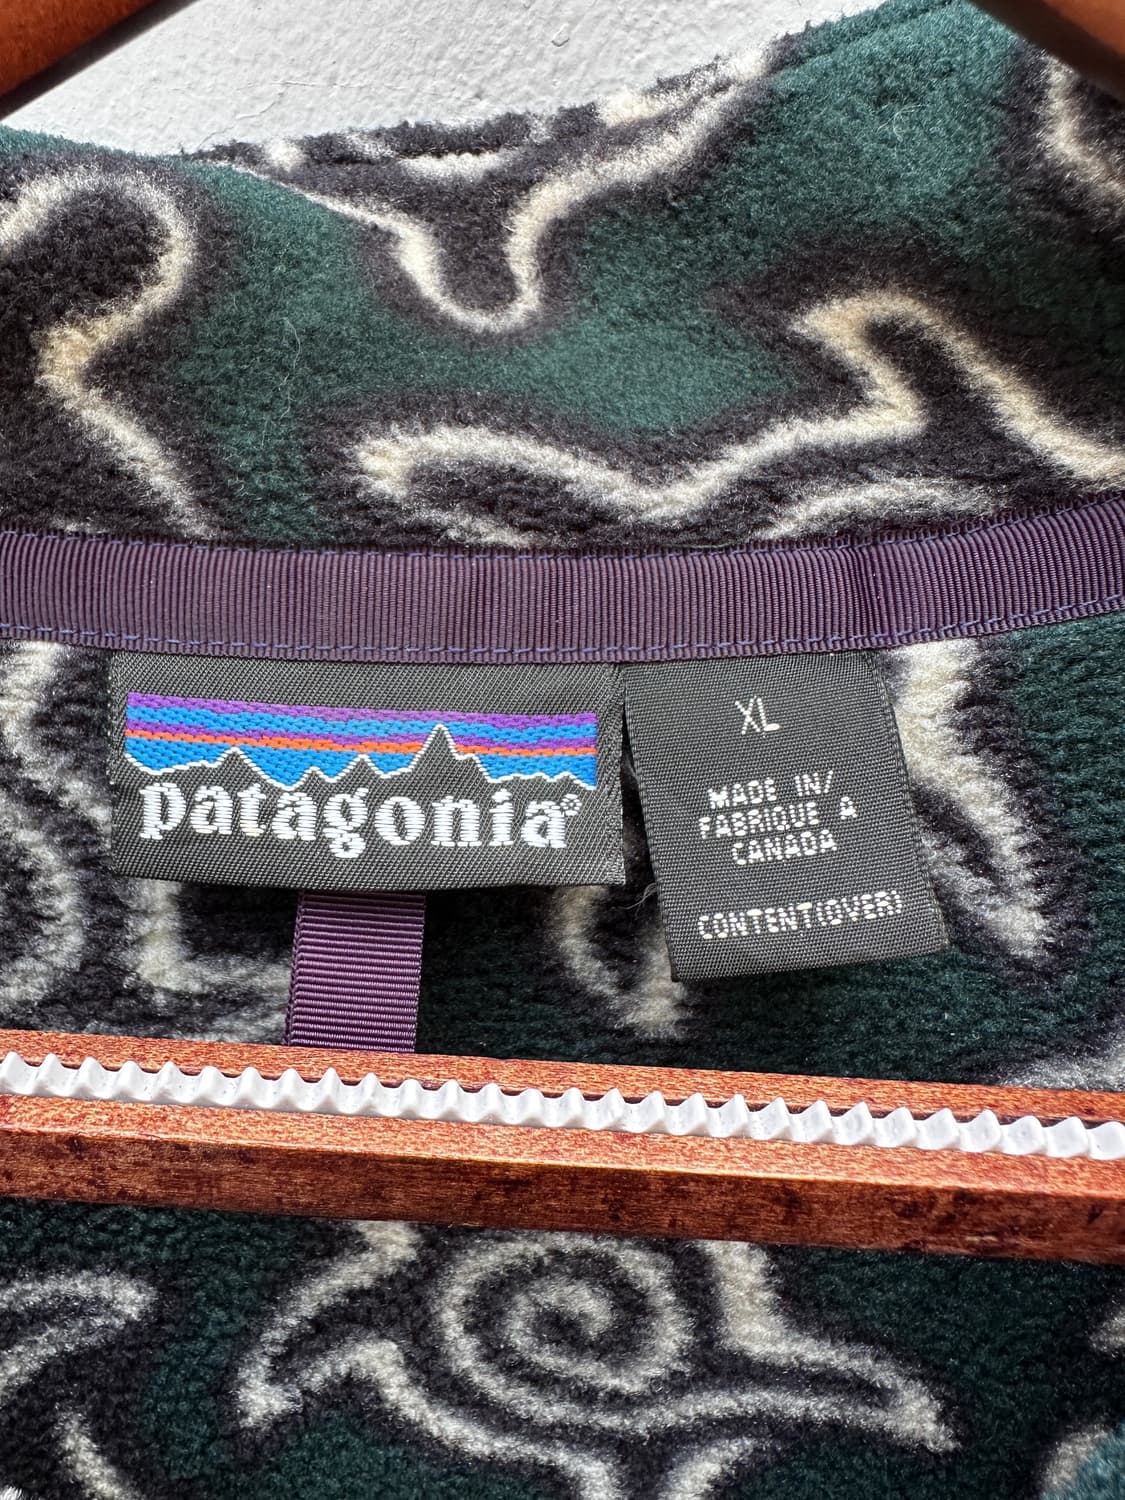 patagonia®
XL
MADE IN/
FABRIQUE A
CANADA
CONTENT(OVER)